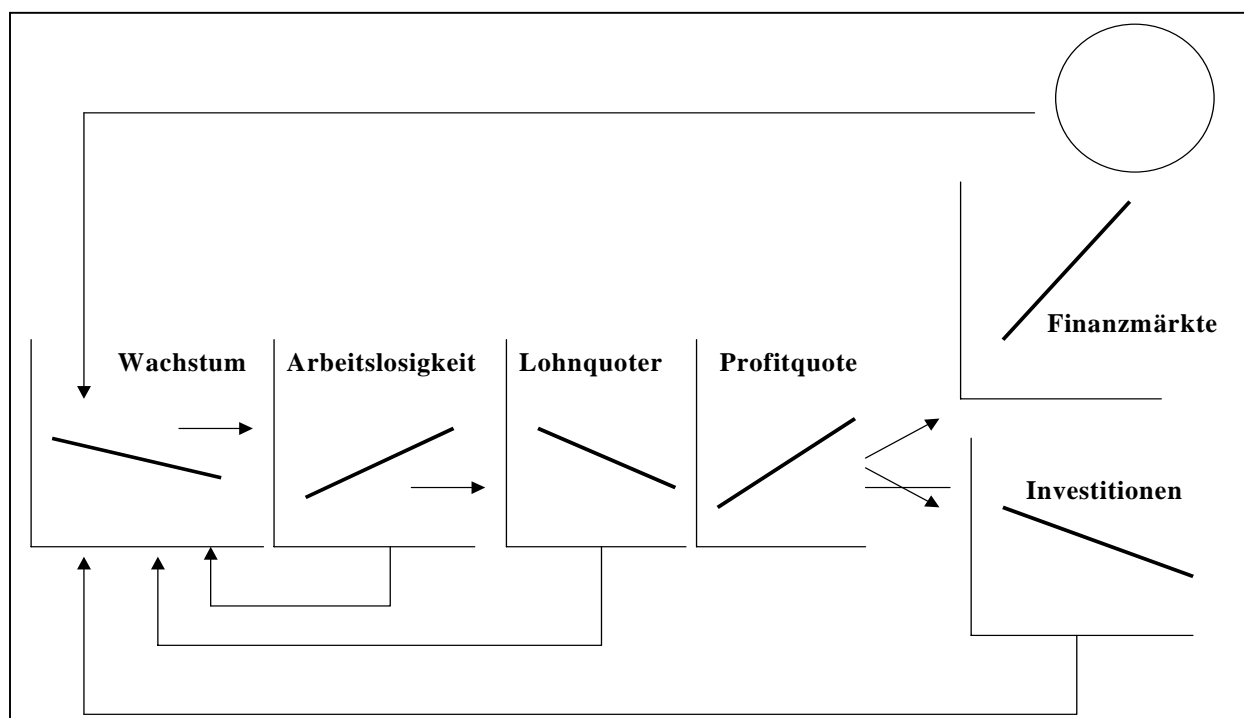 Finanzmärkte
Wachstum
Arbeitslosigkeit
Lohnquoter
Profitquote
Investitionen